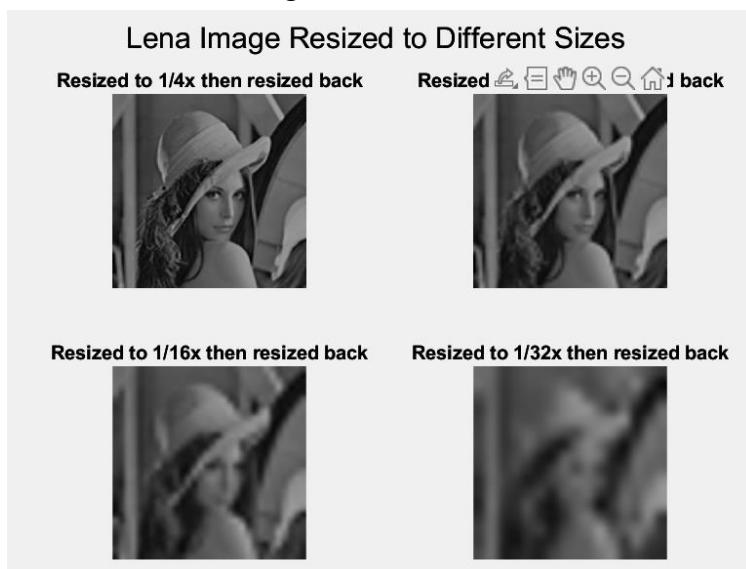 Lena Image Resized to Different Sizes
Resized to 1/4x then resized back
Resized back
Resized to 1/16x then resized back
Resized to 1/32x then resized back